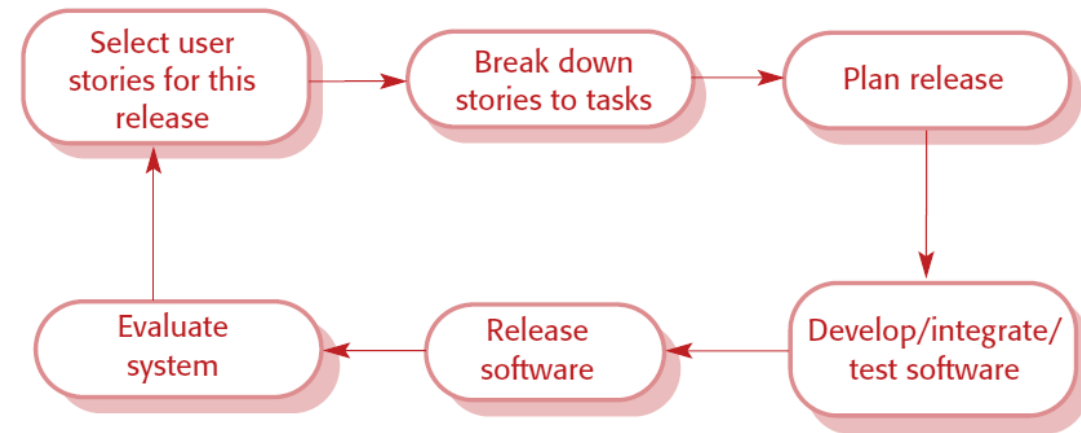 Select user
stories for this
release
Break down
stories to tasks
Plan release
Evaluate
system
Release
software
Develop/integrate/
test software